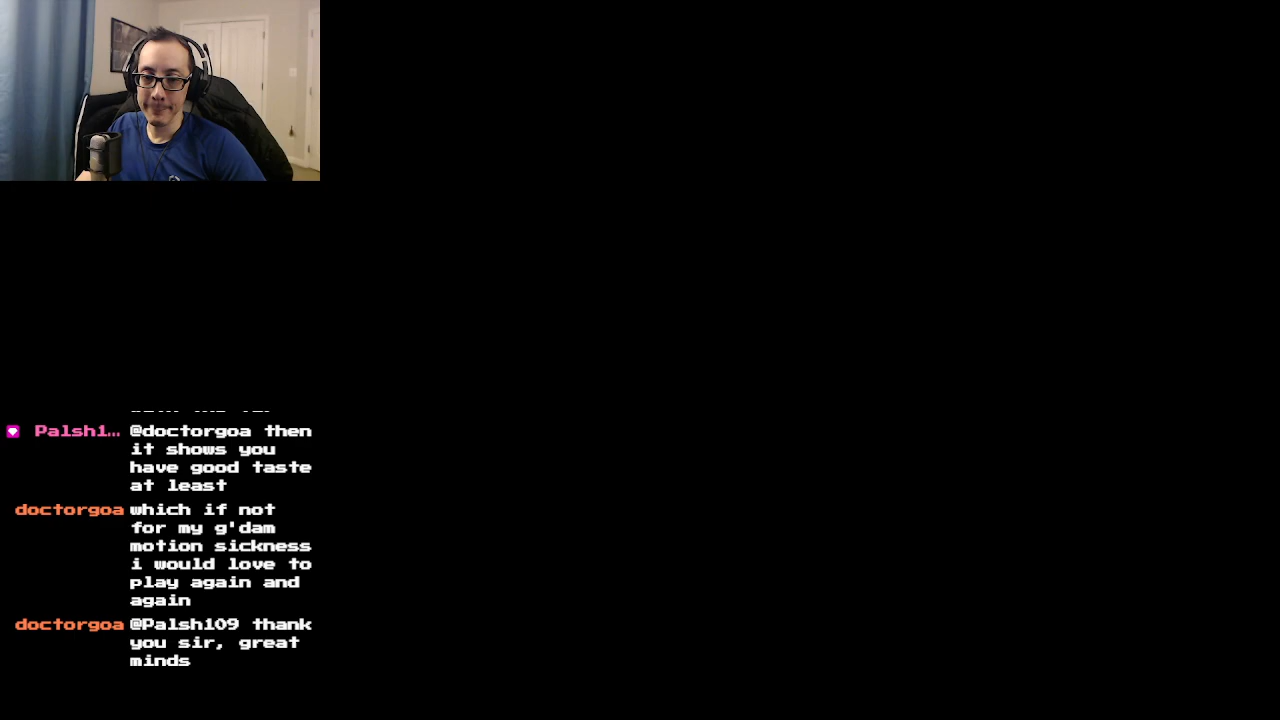 Palsh1... @doctorgoa then
it shows you
have good taste
at least
doctorgoa which if not
for my g'dam
motion sickness
i would love to
play again and
again
doctorgoa @Palsh109 thank
you sir, great
minds